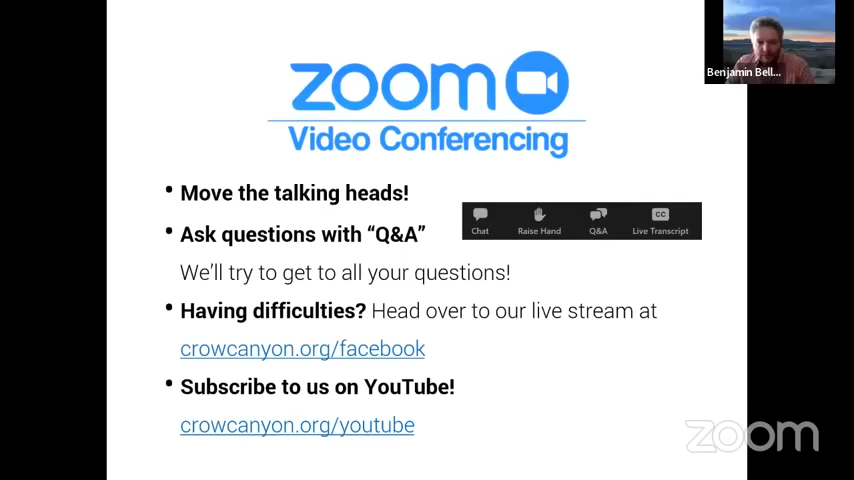 zoom
Video Conferencing
Benjamin Bell...
• Move the talking heads!
• Ask questions with “Q&A”
Chat Raise Hand Q&A Live Transcript
CC
We'll try to get to all your questions!
• Having difficulties? Head over to our live stream at
crowcanyon.org/facebook
• Subscribe to us on YouTube!
crowcanyon.org/youtube
zoom